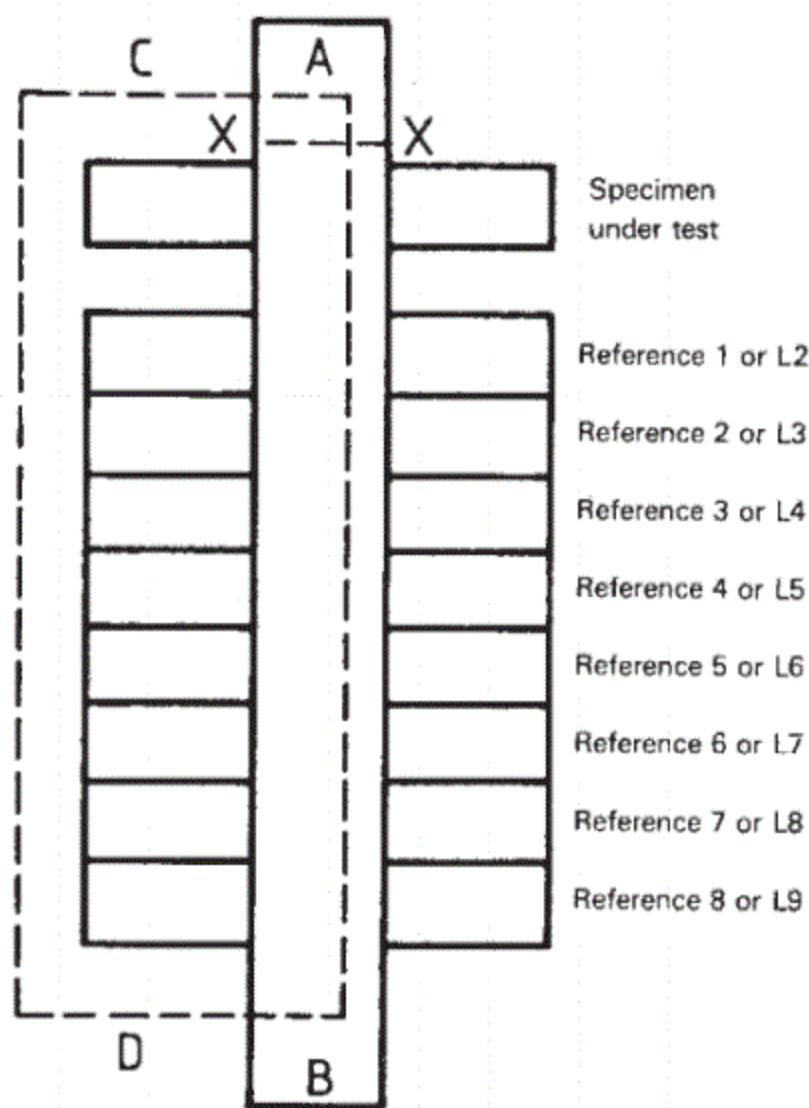 C
A
X
X
Specimen
under test
Reference 1 or L2
Reference 2 or L3
Reference 3 or L4
Reference 4 or L5
Reference 5 or L6
Reference 6 or L7
Reference 7 or L8
Reference 8 or L9
D
B